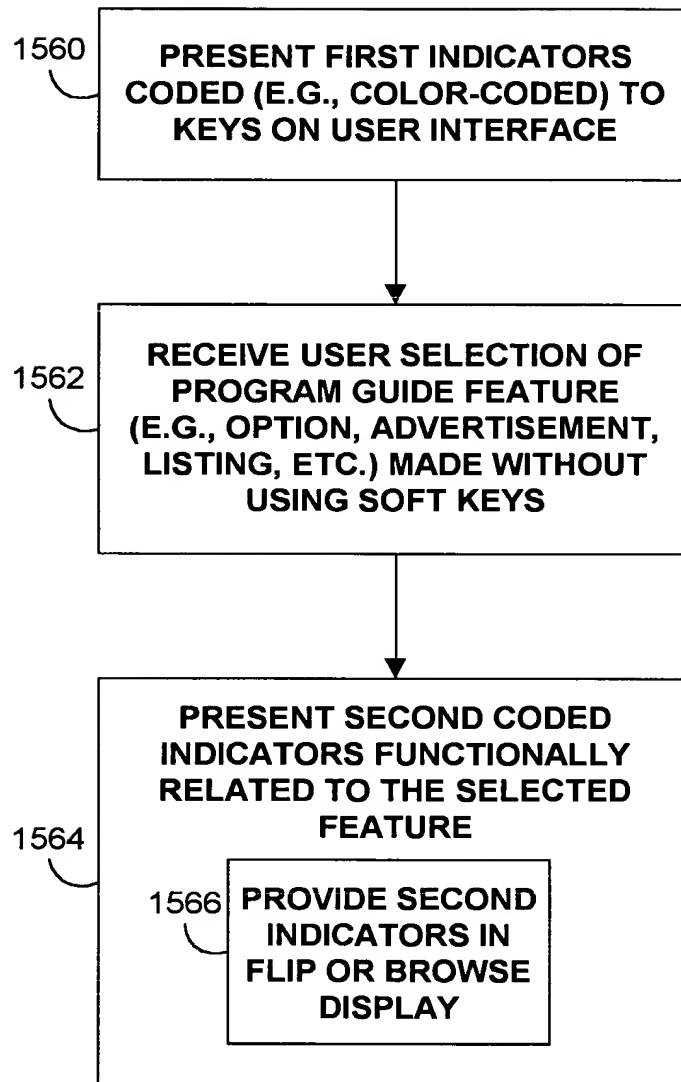 1560
PRESENT FIRST INDICATORS
CODED (E.G., COLOR-CODED) TO
KEYS ON USER INTERFACE
1562
RECEIVE USER SELECTION OF
PROGRAM GUIDE FEATURE
(E.G., OPTION, ADVERTISEMENT,
LISTING, ETC.) MADE WITHOUT
USING SOFT KEYS
1564
PRESENT SECOND CODED
INDICATORS FUNCTIONALLY
RELATED TO THE SELECTED
FEATURE
1566
PROVIDE SECOND
INDICATORS IN
FLIP OR BROWSE
DISPLAY